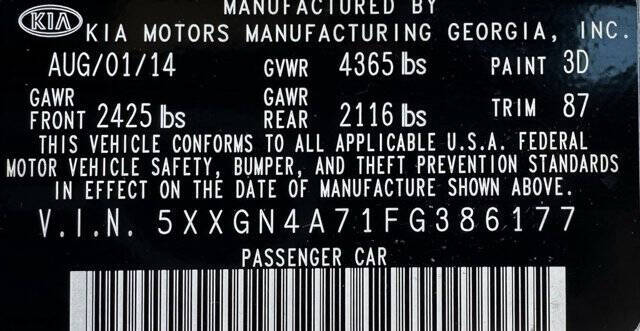 MANUFACTURED BY
KIA KIA MOTORS MANUFACTURING GEORGIA, INC.
AUG/01/14 GVWR 4365 lbs PAINT 3D
GAWR FRONT 2425 lbs GAWR REAR 2116 lbs TRIM 87
THIS VEHICLE CONFORMS TO ALL APPLICABLE U.S.A. FEDERAL
MOTOR VEHICLE SAFETY, BUMPER, AND THEFT PREVENTION STANDARDS
IN EFFECT ON THE DATE OF MANUFACTURE SHOWN ABOVE.
V.I.N. 5XXGN4A71FG386177
PASSENGER CAR